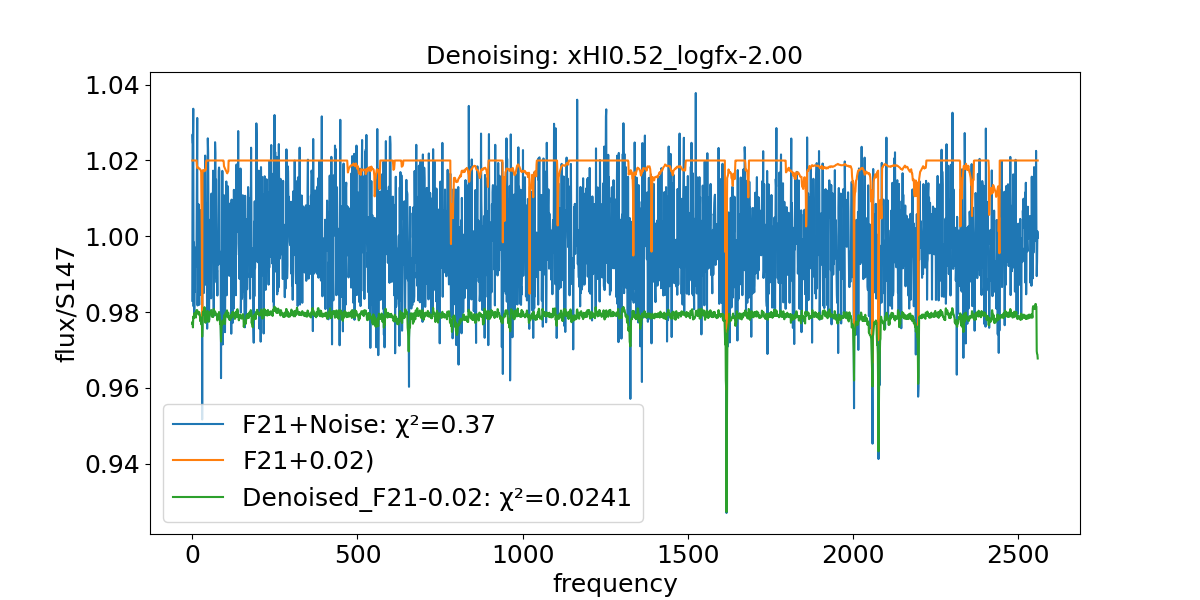 Denoising: xHI0.52_logfx-2.00
flux/S147
1.04
1.02
1.00
0.98
0.96
0.94
F21+Noise: χ²=0.37
F21+0.02)
Denoised_F21-0.02: χ²=0.0241
0
500
1000
1500
2000
2500
frequency